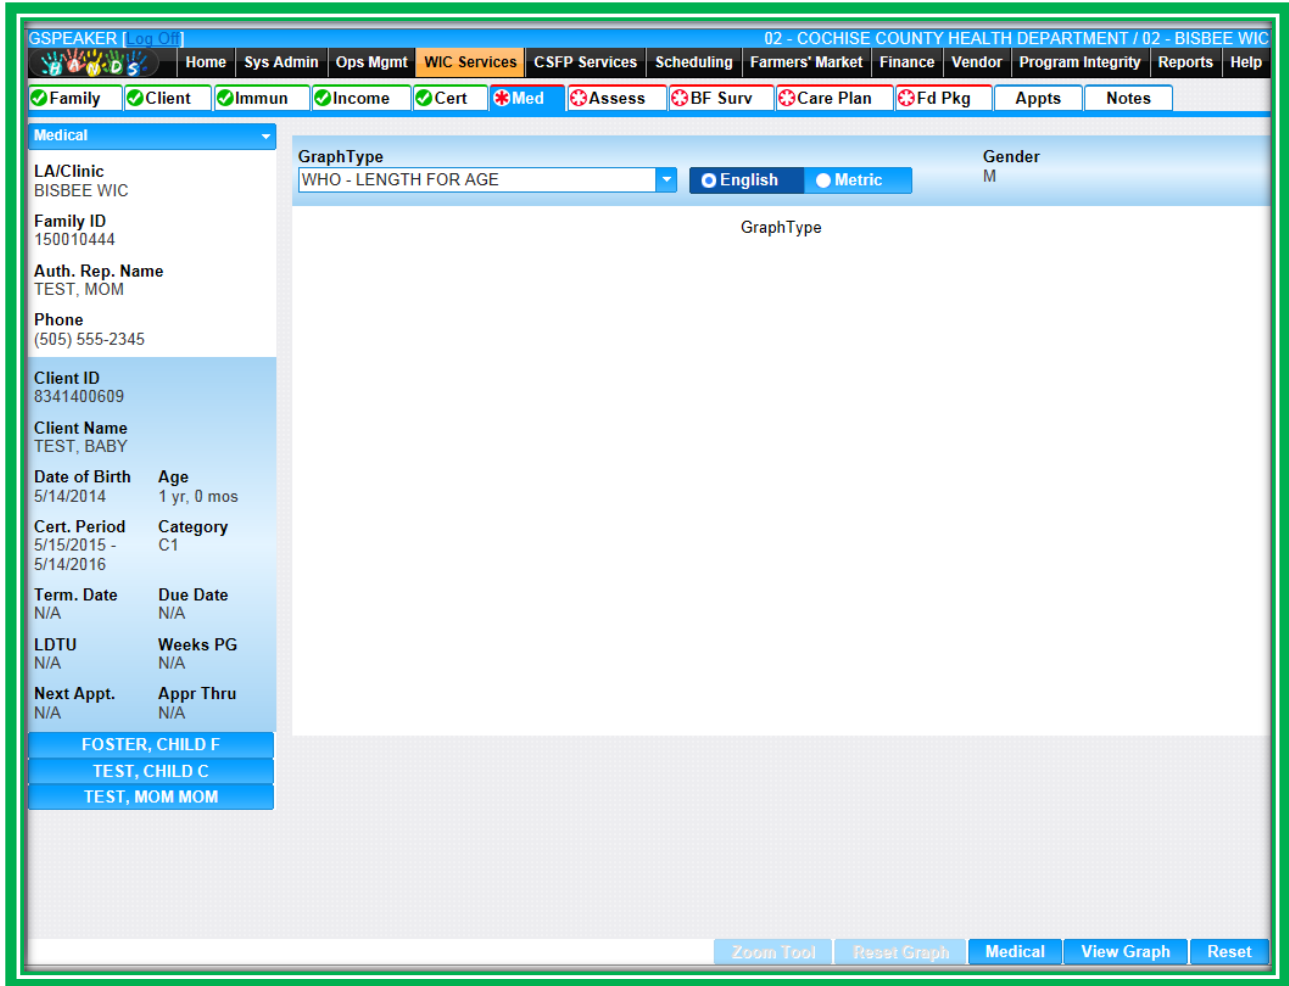 GSPEAKER [Log Off] 02 - COCHISE COUNTY HEALTH DEPARTMENT / 02 - BISBEE WIC
HANDS Home Sys Admin Ops Mgmt WIC Services CSFP Services Scheduling Farmers' Market Finance Vendor Program Integrity Reports Help
Family Client Immun Income Cert Med Assess BF Surv Care Plan Fd Pkg Appts Notes
Medical
LA/Clinic
BISBEE WIC
Family ID
150010444
Auth. Rep. Name
TEST, MOM
Phone
(505) 555-2345
Client ID
8341400609
Client Name
TEST, BABY
Date of Birth Age
5/14/2014 1 yr, 0 mos
Cert. Period Category
5/15/2015 - C1
5/14/2016
Term. Date Due Date
N/A N/A
LDTU Weeks PG
N/A N/A
Next Appt. Appr Thru
N/A N/A
FOSTER, CHILD F
TEST, CHILD C
TEST, MOM MOM
GraphType Gender
WHO - LENGTH FOR AGE English Metric M
GraphType
Zoom Tool Reset Graph Medical View Graph Reset